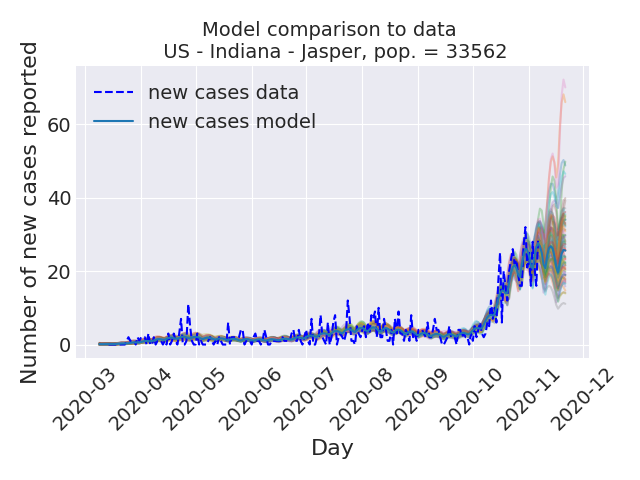 Model comparison to data
US - Indiana - Jasper, pop. = 33562
Number of new cases reported
60
40
20
0
new cases data
new cases model
2020-03
2020-04
2020-05
2020-06
2020-07
2020-08
2020-09
2020-10
2020-11
2020-12
Day